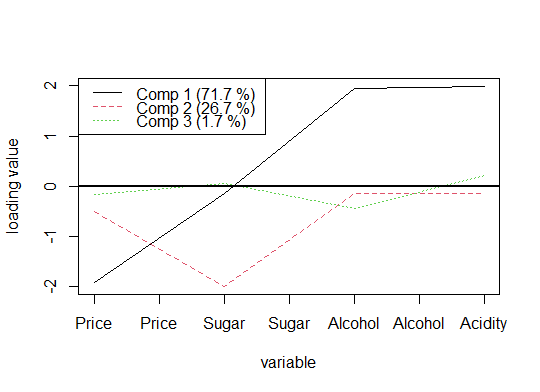 Comp 1 (71.7 %)
Comp 2 (26.7 %)
Comp 3 (1.7 %)
2
1
0
-1
-2
loading value
Price Price Sugar Sugar Alcohol Alcohol Acidity
variable